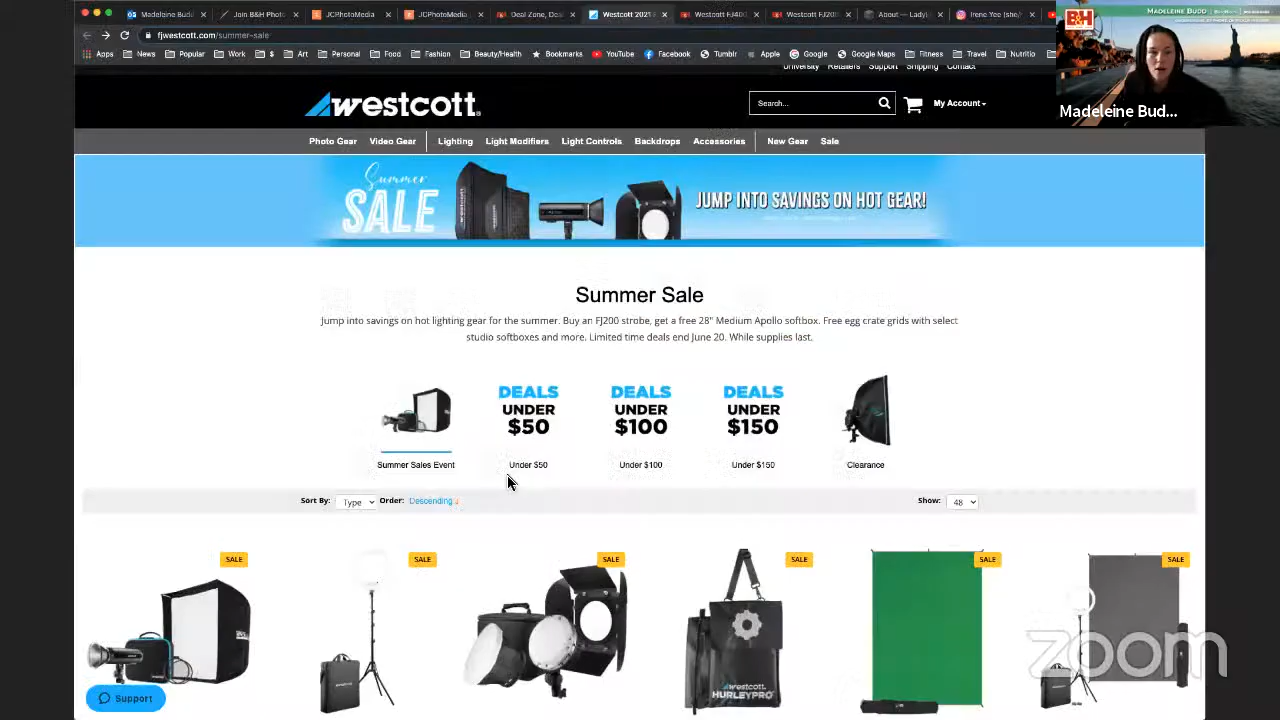 Madeleine Budd
Join B&H Photo
JCPhotoMedia
JCPhotoMedia
Deal Zone,
Westcott 2021
Westcott FJ400
Westcott FJ200
About — Lady
Irene Yee (she/
fjwestcott.com/summer-sale
Apps
News
Popular
Work
Art
Personal
Food
Fashion
Beauty/Health
YouTube
Facebook
Tumblr
Apple
Google
Google Maps
Fitness
Travel
Nutritio
MADELEINE BUDD
B&H
Madeleine Bud...
University Retailers Support Shipping Contact
Westcott
Search...
My Account
Photo Gear Video Gear Lighting Light Modifiers Light Controls Backdrops Accessories New Gear Sale
Summer
SALE
JUMP INTO SAVINGS ON HOT GEAR!
Summer Sale
Jump into savings on hot lighting gear for the summer. Buy an FJ200 strobe, get a free 28" Medium Apollo softbox. Free egg crate grids with select
studio softboxes and more. Limited time deals end June 20. While supplies last.
DEALS DEALS DEALS
UNDER UNDER UNDER
$50 $100 $150
Summer Sales Event Under $50 Under $100 Under $150 Clearance
Sort By: Type Order: Descending Show: 48
SALE SALE SALE SALE SALE SALE
Westcott
HURLEYPRO
zoom
Support